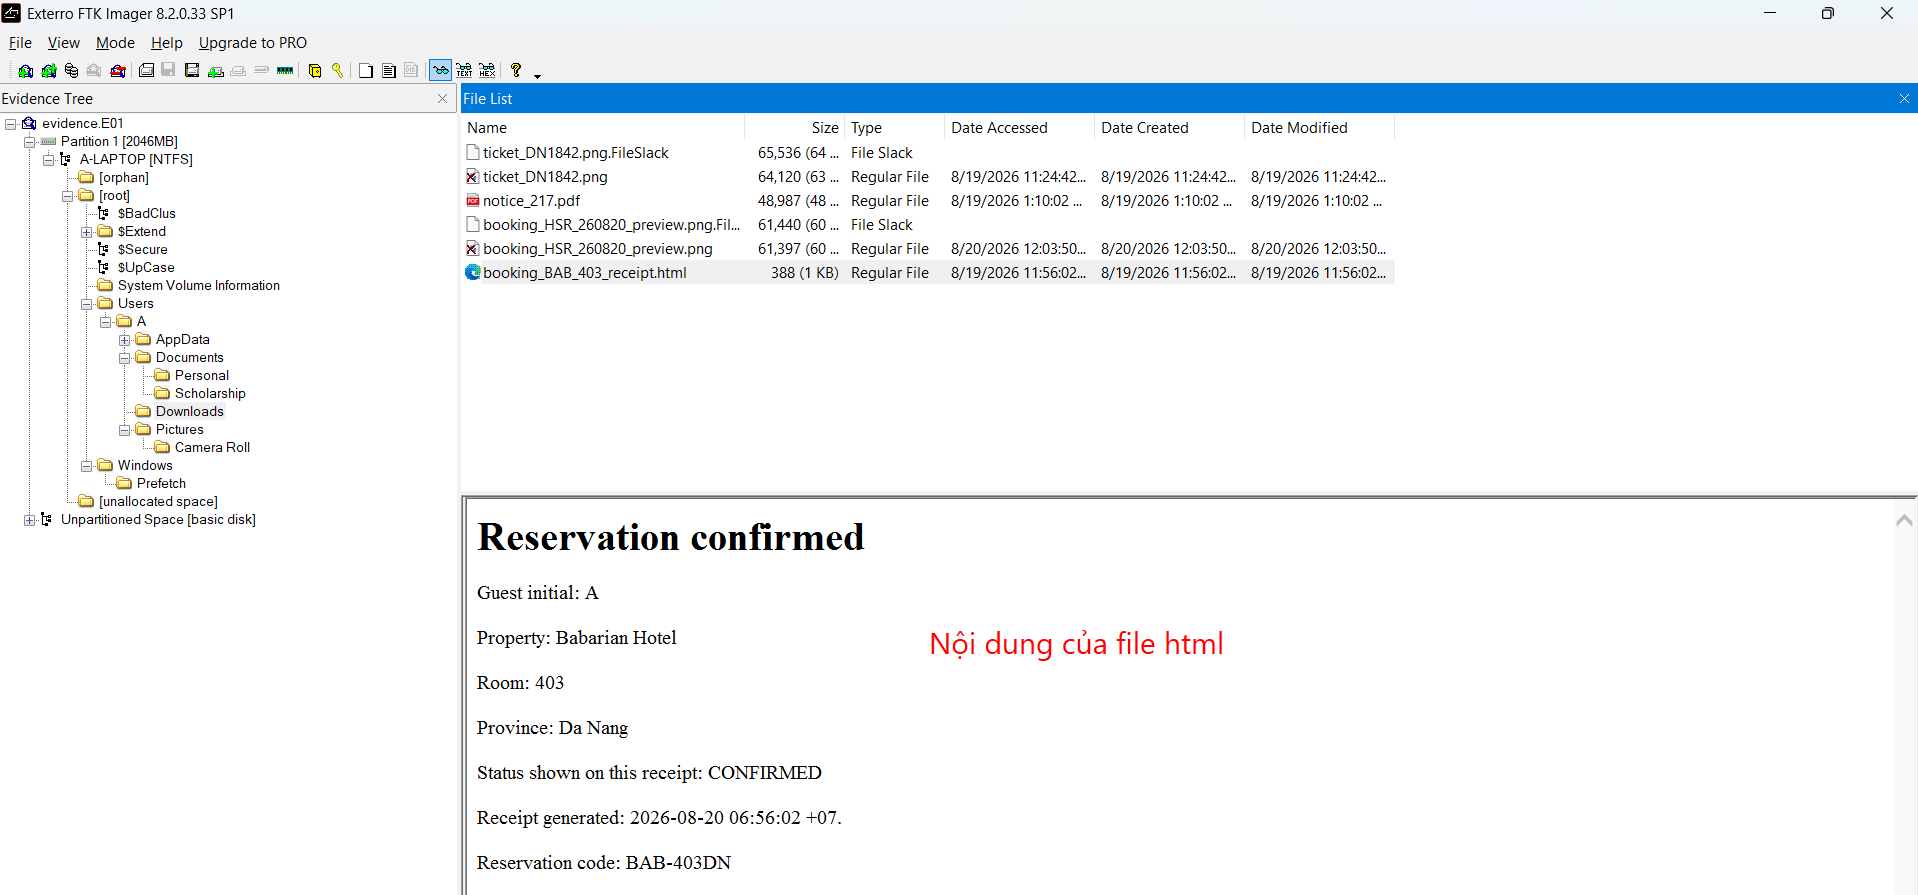 Exterro FTK Imager 8.2.0.33 SP1
File View Mode Help Upgrade to PRO
Evidence Tree
evidence.E01
Partition 1 [2046MB]
A-LAPTOP [NTFS]
[orphan]
[root]
$BadClus
$Extend
$Secure
$UpCase
System Volume Information
Users
A
AppData
Documents
Personal
Scholarship
Downloads
Pictures
Camera Roll
Windows
Prefetch
[unallocated space]
Unpartitioned Space [basic disk]
File List
Name Size Type Date Accessed Date Created Date Modified
ticket_DN1842.png.FileSlack 65,536 (64 ... File Slack
ticket_DN1842.png 64,120 (63 ... Regular File 8/19/2026 11:24:42... 8/19/2026 11:24:42... 8/19/2026 11:24:42...
notice_217.pdf 48,987 (48 ... Regular File 8/19/2026 1:10:02 ... 8/19/2026 1:10:02 ... 8/19/2026 1:10:02 ...
booking_HSR_260820_preview.png.Fil... 61,440 (60 ... File Slack
booking_HSR_260820_preview.png 61,397 (60 ... Regular File 8/20/2026 12:03:50... 8/20/2026 12:03:50... 8/20/2026 12:03:50...
booking_BAB_403_receipt.html 388 (1 KB) Regular File 8/19/2026 11:56:02... 8/19/2026 11:56:02... 8/19/2026 11:56:02...
Reservation confirmed
Guest initial: A
Property: Babarian Hotel
Nội dung của file html
Room: 403
Province: Da Nang
Status shown on this receipt: CONFIRMED
Receipt generated: 2026-08-20 06:56:02 +07.
Reservation code: BAB-403DN